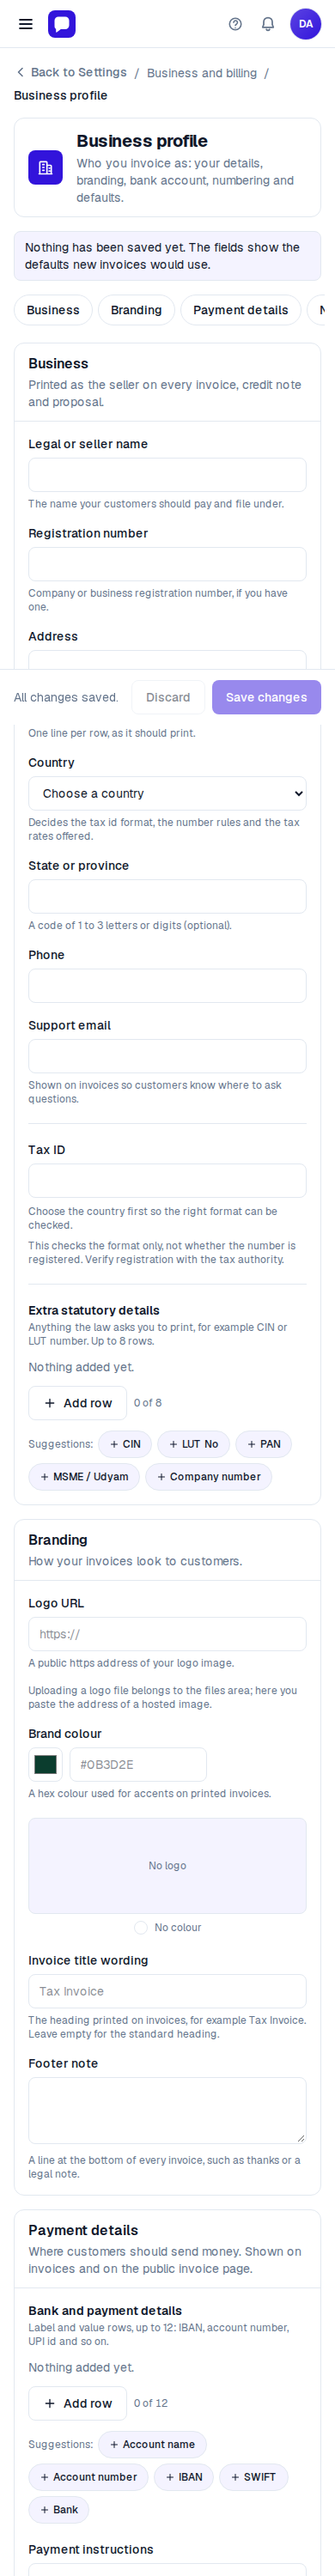 DA
Back to Settings / Business and billing /
Business profile
Business profile
Who you invoice as: your details,
branding, bank account, numbering and
defaults.
Nothing has been saved yet. The fields show the
defaults new invoices would use.
Business
Branding
Payment details
Business
Printed as the seller on every invoice, credit note
and proposal.
Legal or seller name
The name your customers should pay and file under.
Registration number
Company or business registration number, if you have
one.
Address
All changes saved.
Discard
Save changes
One line per row, as it should print.
Country
Choose a country
Decides the tax id format, the number rules and the tax
rates offered.
State or province
A code of 1 to 3 letters or digits (optional).
Phone
Support email
Shown on invoices so customers know where to ask
questions.
Tax ID
Choose the country first so the right format can be
checked.
This checks the format only, not whether the number is
registered. Verify registration with the tax authority.
Extra statutory details
Anything the law asks you to print, for example CIN or
LUT number. Up to 8 rows.
Nothing added yet.
+ Add row 0 of 8
Suggestions: + CIN + LUT No + PAN
+ MSME / Udyam + Company number
Branding
How your invoices look to customers.
Logo URL
https://
A public https address of your logo image.
Uploading a logo file belongs to the files area; here you
paste the address of a hosted image.
Brand colour
#0B3D2E
A hex colour used for accents on printed invoices.
No logo
No colour
Invoice title wording
Tax Invoice
The heading printed on invoices, for example Tax Invoice.
Leave empty for the standard heading.
Footer note
A line at the bottom of every invoice, such as thanks or a
legal note.
Payment details
Where customers should send money. Shown on
invoices and on the public invoice page.
Bank and payment details
Label and value rows, up to 12: IBAN, account number,
UPI id and so on.
Nothing added yet.
+ Add row 0 of 12
Suggestions: + Account name
+ Account number + IBAN + SWIFT
+ Bank
Payment instructions